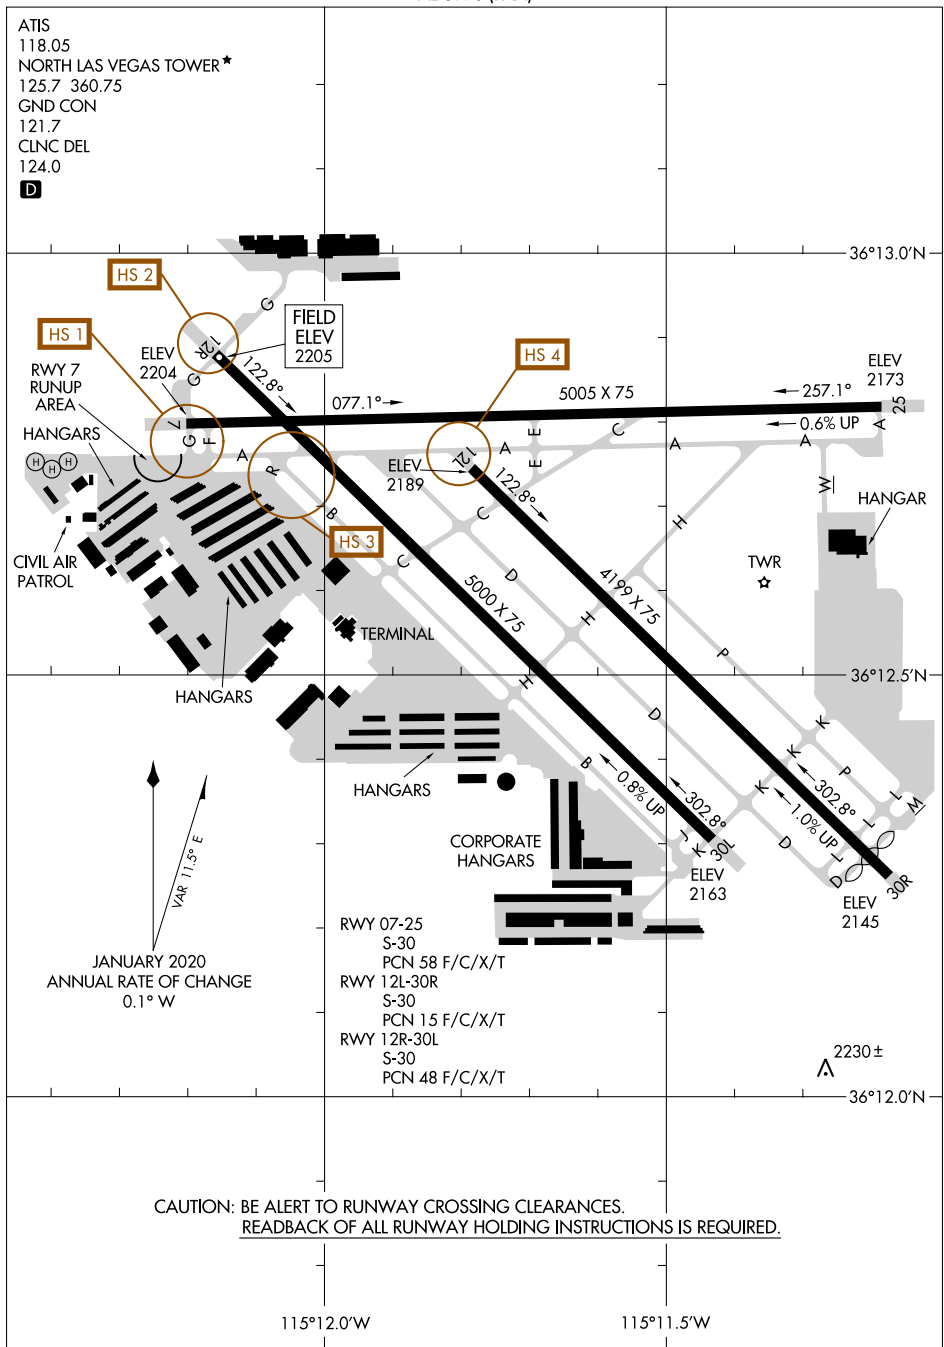 ATIS
118.05
NORTH LAS VEGAS TOWER★
125.7 360.75
GND CON
121.7
CLNC DEL
124.0
D
36°13.0'N
HS 2
G
FIELD
ELEV
2205
HS 1
12R
ELEV
2204
HS 4
RWY 7
RUNUP
AREA
G
122.8°
077.1°
5005 X 75
257.1°
ELEV
2173
25
0.6% UP
HANGARS
7
G
F
A
R
H
H
H
A
E
E
C
A
A
A
12L
ELEV
2189
122.8°
W
HANGAR
B
HS 3
C
C
H
D
CIVIL AIR
PATROL
TWR
5000 X 75
4199 X 75
H
TERMINAL
P
HANGARS
H
36°12.5'N
D
K
K
B
HANGARS
0.8% UP
302.8°
K
K
302.8°
P
L
M
1.0% UP
L
L
CORPORATE
HANGARS
L
K
30L
D
D
ELEV
2163
30R
ELEV
2145
VAR 11.5° E
JANUARY 2020
ANNUAL RATE OF CHANGE
0.1° W
RWY 07-25
S-30
PCN 58 F/C/X/T
RWY 12L-30R
S-30
PCN 15 F/C/X/T
RWY 12R-30L
S-30
PCN 48 F/C/X/T
2230±
36°12.0'N
CAUTION: BE ALERT TO RUNWAY CROSSING CLEARANCES.
READBACK OF ALL RUNWAY HOLDING INSTRUCTIONS IS REQUIRED.
115°12.0'W
115°11.5'W